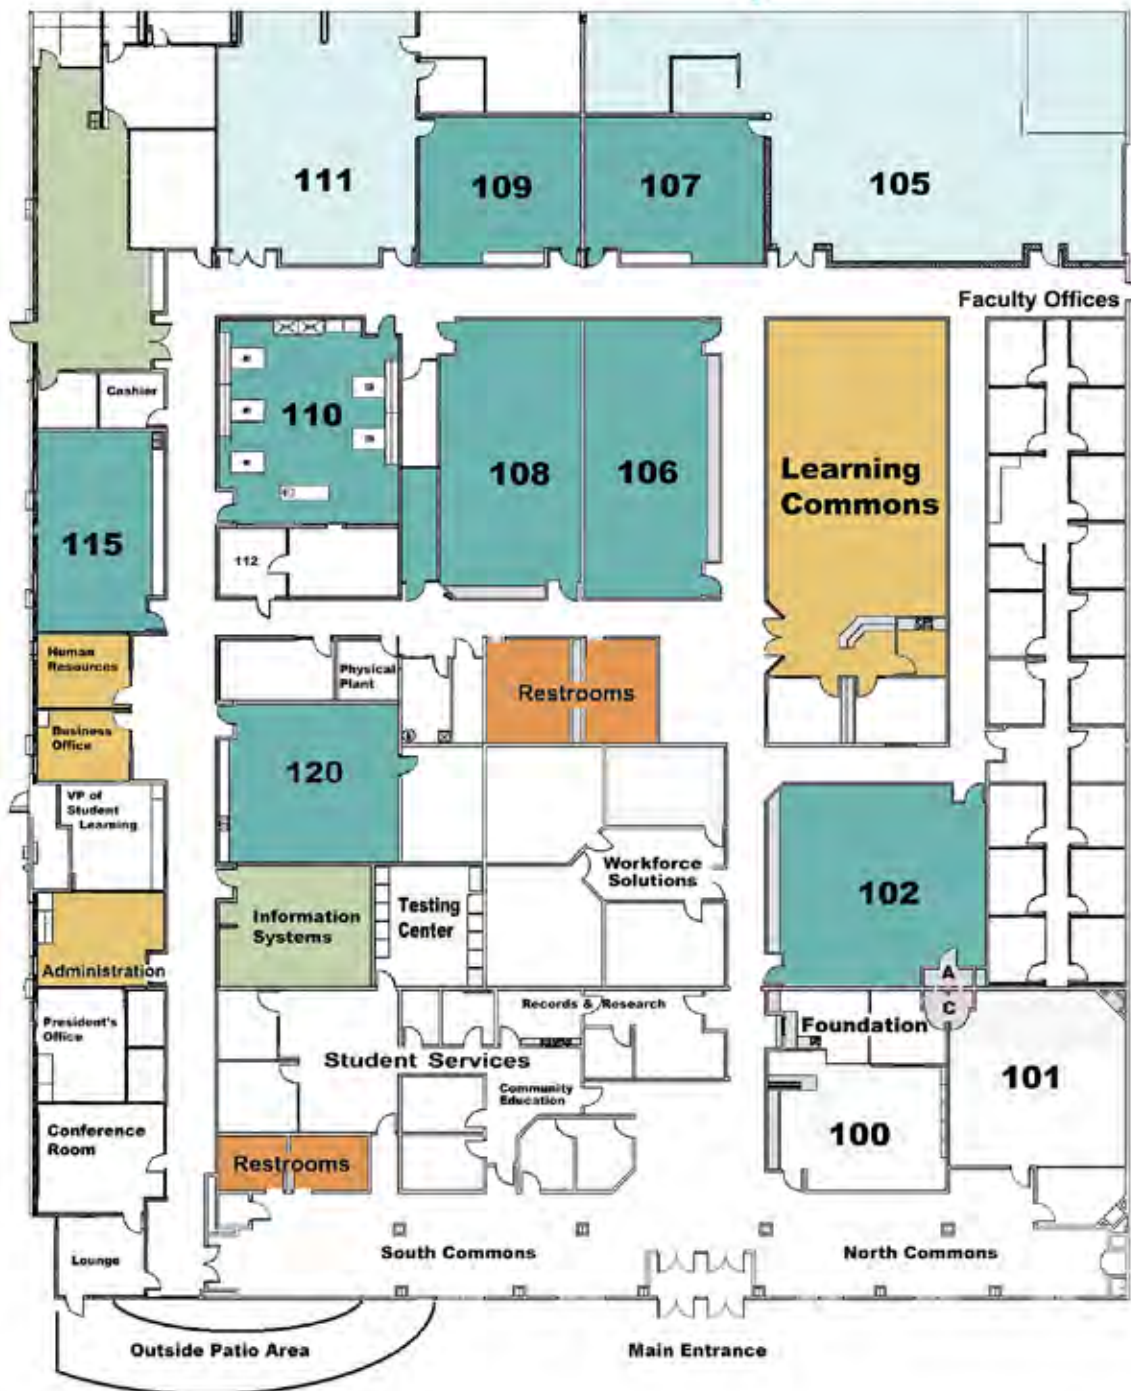 111
109
107
105
Faculty Offices
Cashier
110
108
106
Learning
Commons
115
112
Human
Resources
Physical
Plant
Restrooms
Business
Office
120
VP of
Student
Learning
Workforce
Solutions
102
Information
Systems
Testing
Center
Administration
A
C
President's
Office
Records & Research
Foundation
Student Services
101
Community
Education
Conference
Room
100
Restrooms
South Commons
North Commons
Lounge
Outside Patio Area
Main Entrance